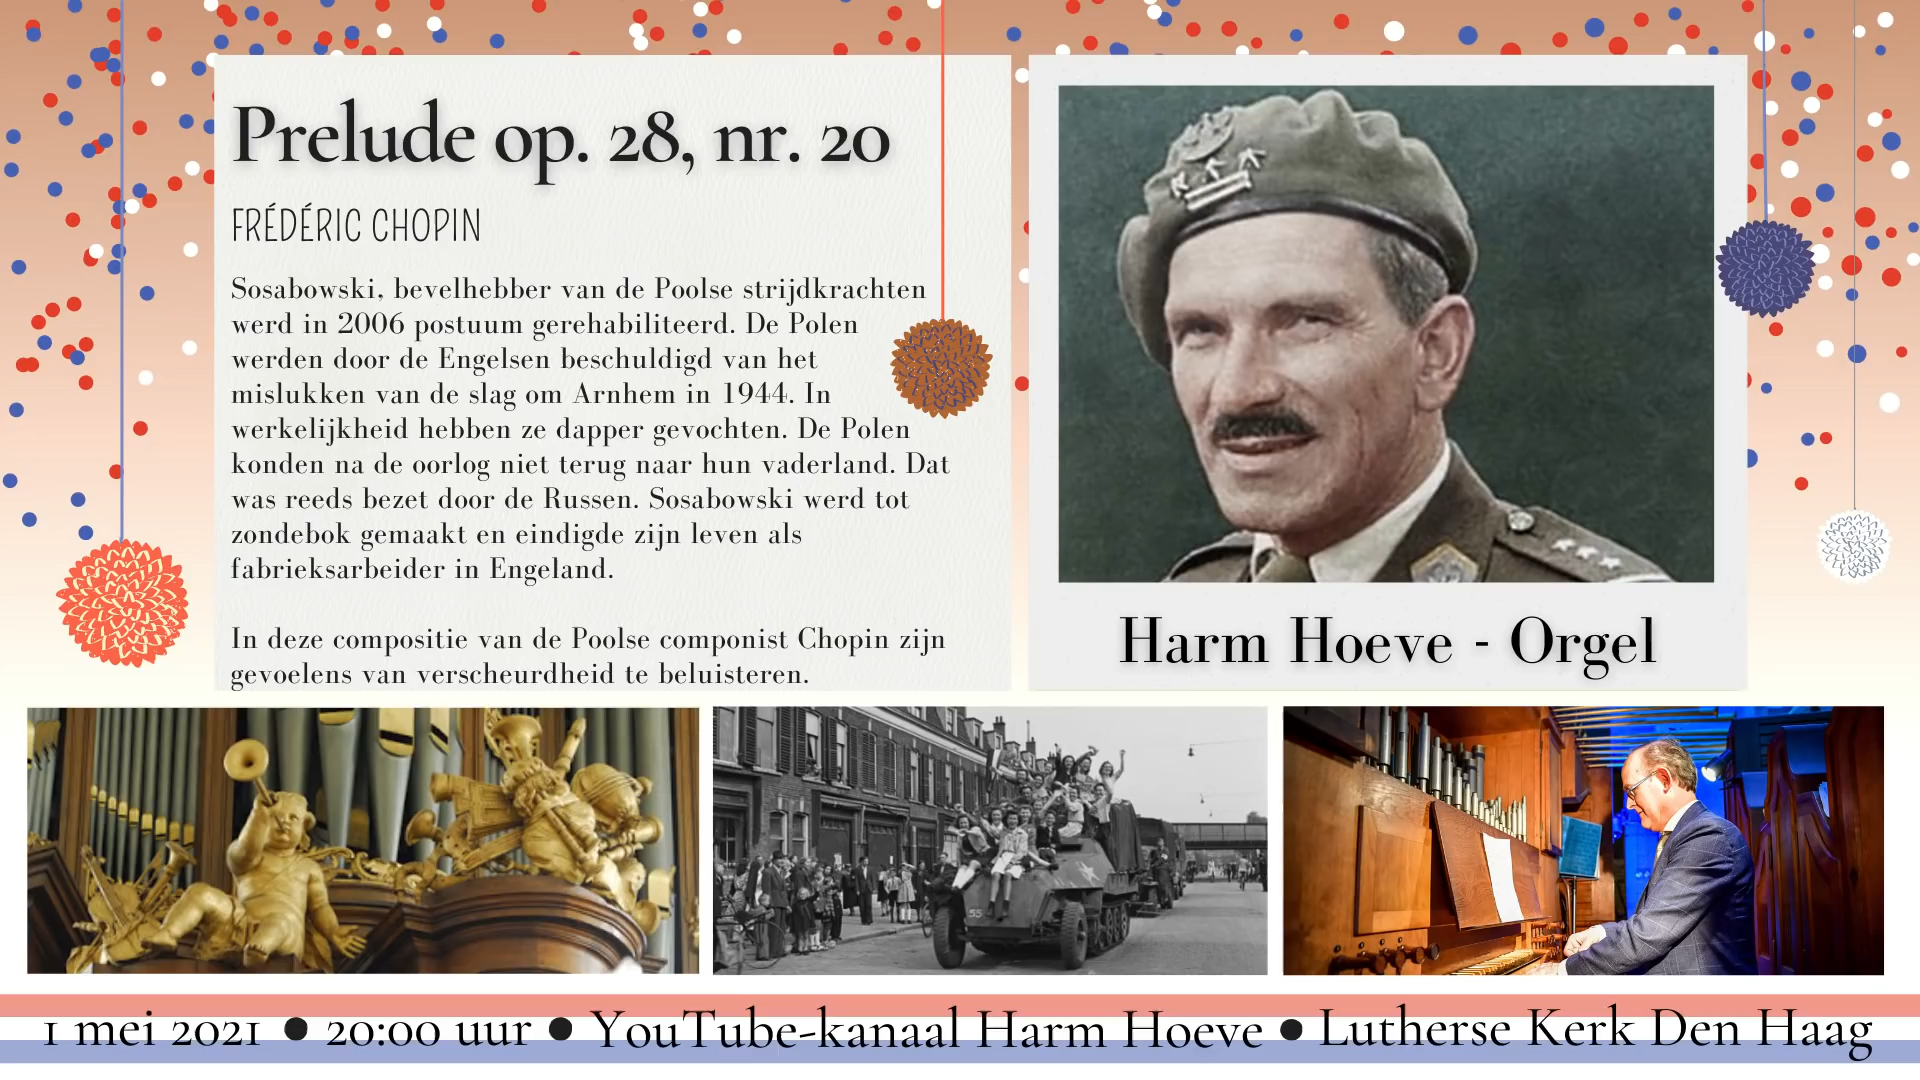 Prelude op. 28, nr. 20
FRÉDÉRIC CHOPIN
Sosabowski, bevelhebber van de Poolse strijdkrachten
werd in 2006 postuum gerehabiliteerd. De Polen
werden door de Engelsen beschuldigd van het
mislukken van de slag om Arnhem in 1944. In
werkelijkheid hebben ze dapper gevochten. De Polen
konden na de oorlog niet terug naar hun vaderland. Dat
was reeds bezet door de Russen. Sosabowski werd tot
zondebok gemaakt en eindigde zijn leven als
fabrieksarbeider in Engeland.
In deze compositie van de Poolse componist Chopin zijn
gevoelens van verscheurdheid te beluisteren.
Harm Hoeve - Orgel
55
1 mei 2021 ● 20:00 uur ● YouTube-kanaal Harm Hoeve ● Lutherse Kerk Den Haag